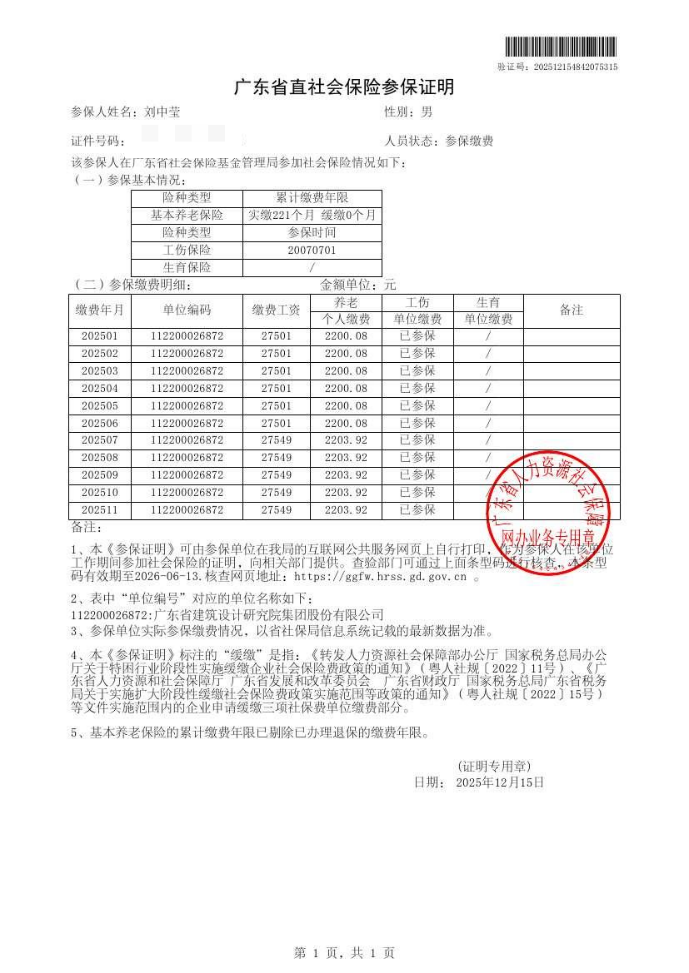 验证号：202512154842075315
广东省直社会保险参保证明
参保人姓名：刘中莹 性别：男
证件号码： 人员状态：参保缴费
该参保人在广东省社会保险基金管理局参加社会保险情况如下：
（一）参保基本情况：
险种类型 累计缴费年限
基本养老保险 实缴221个月 缓缴0个月
险种类型 参保时间
工伤保险 20070701
生育保险 /
（二）参保缴费明细： 金额单位：元
缴费年月 单位编码 缴费工资 养老 工伤 生育 备注
个人缴费 单位缴费 单位缴费
202501 112200026872 27501 2200.08 已参保 /
202502 112200026872 27501 2200.08 已参保 /
202503 112200026872 27501 2200.08 已参保 /
202504 112200026872 27501 2200.08 已参保 /
202505 112200026872 27501 2200.08 已参保 /
202506 112200026872 27501 2200.08 已参保 /
202507 112200026872 27549 2203.92 已参保 /
202508 112200026872 27549 2203.92 已参保 /
202509 112200026872 27549 2203.92 已参保 /
202510 112200026872 27549 2203.92 已参保 /
202511 112200026872 27549 2203.92 已参保 /
广东省人力资源社会保障
网办业务专用章
备注：
1、本《参保证明》可由参保单位在我局的互联网公共服务网页上自行打印，作为参保人在该单位
工作期间参加社会保险的证明，向相关部门提供。查验部门可通过上面条型码进行核查，本条型
码有效期至2026-06-13.核查网页地址：https://ggfw.hrss.gd.gov.cn 。
2、表中“单位编号”对应的单位名称如下：
112200026872:广东省建筑设计研究院集团股份有限公司
3、参保单位实际参保缴费情况，以省社保局信息系统记载的最新数据为准。
4、本《参保证明》标注的“缓缴”是指：《转发人力资源社会保障部办公厅 国家税务总局办公
厅关于特困行业阶段性实施缓缴企业社会保险费政策的通知》（粤人社规〔2022〕11号）、《广
东省人力资源和社会保障厅 广东省发展和改革委员会 广东省财政厅 国家税务总局广东省税务
局关于实施扩大阶段性缓缴社会保险费政策实施范围等政策的通知》（粤人社规〔2022〕15号）
等文件实施范围内的企业申请缓缴三项社保费单位缴费部分。
5、基本养老保险的累计缴费年限已剔除已办理退保的缴费年限。
（证明专用章）
日期： 2025年12月15日
第 1 页，共 1 页